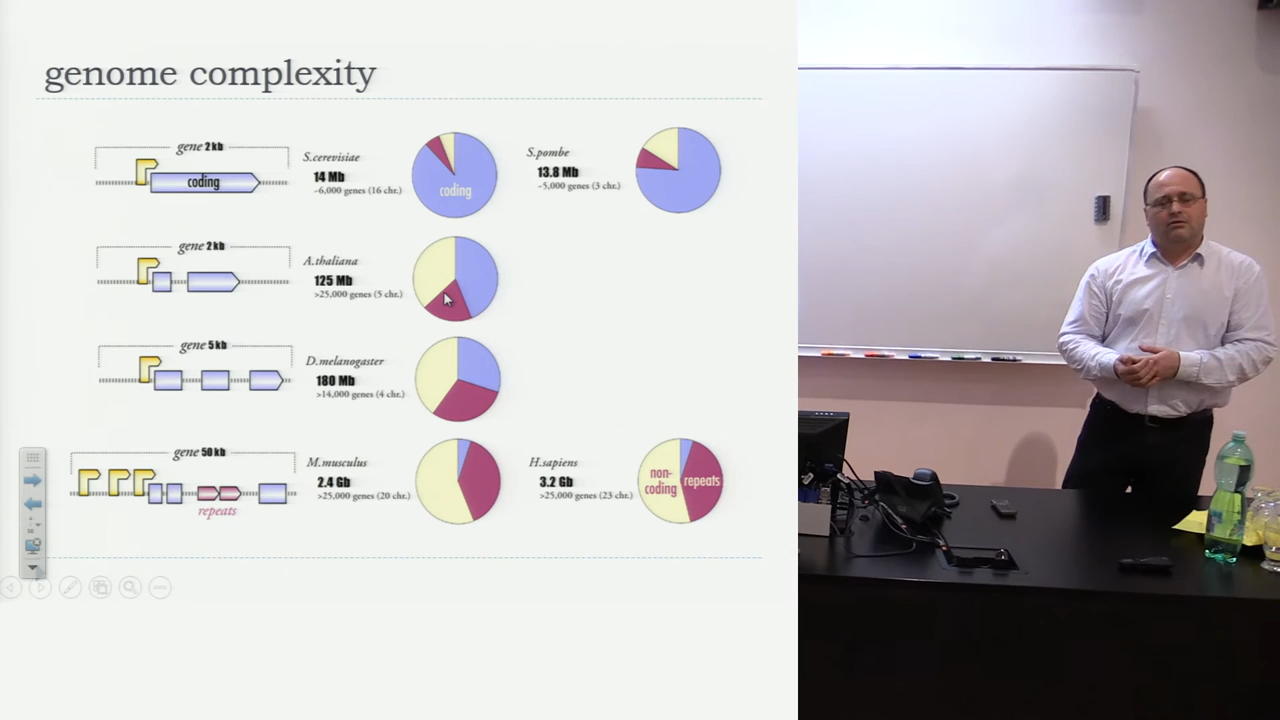 genome complexity
gene 2 kb
coding
S.cerevisiae
14 Mb
~6,000 genes (16 chr.)
coding
S.pombe
13.8 Mb
~5,000 genes (3 chr.)
gene 2 kb
A.thaliana
125 Mb
>25,000 genes (5 chr.)
gene 5 kb
D.melanogaster
180 Mb
>14,000 genes (4 chr.)
gene 50 kb
repeats
M.musculus
2.4 Gb
>25,000 genes (20 chr.)
H.sapiens
3.2 Gb
>25,000 genes (23 chr.)
non-
coding
repeats